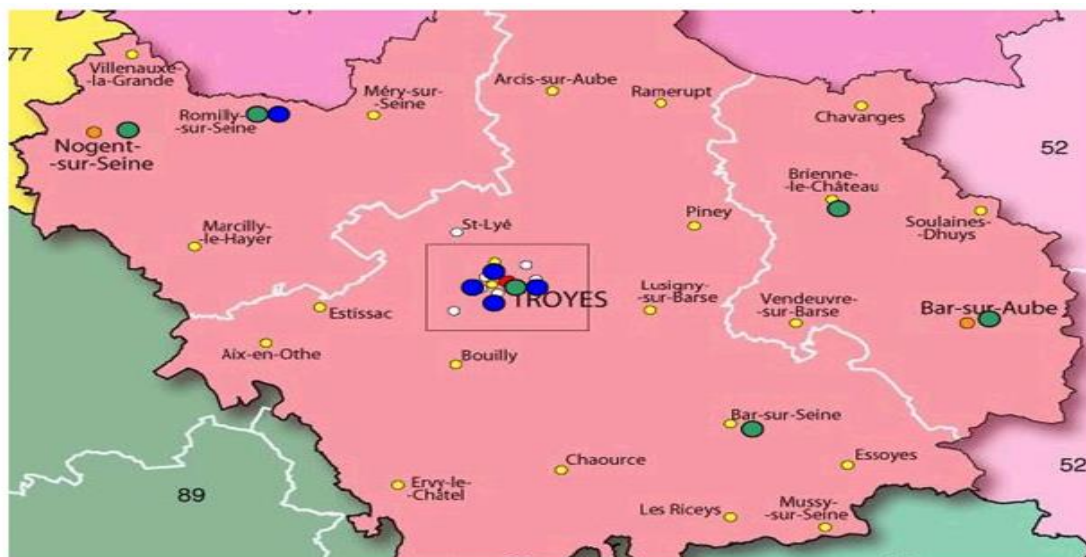 77
Villenauxe-
-la-Grande
Arcis-sur-Aube
Méry-sur-
-Seine
Ramerupt
Chavanges
Romilly-
-sur-Seine
Nogent-
-sur-Seine
52
Brienne-
-le-Château
Marcilly-
-le-Hayer
St-Lyé
Piney
Soulaines-
-Dhuys
TROYES
Lusigny-
-sur-Barse
Vendeuvre-
-sur-Barse
Bar-sur-Aube
Estissac
Aix-en-Othe
Bouilly
Bar-sur-Seine
Chaource
Essoyes
52
89
Ervy-le-
-Châtel
Les Riceys
Mussy-
-sur-Seine